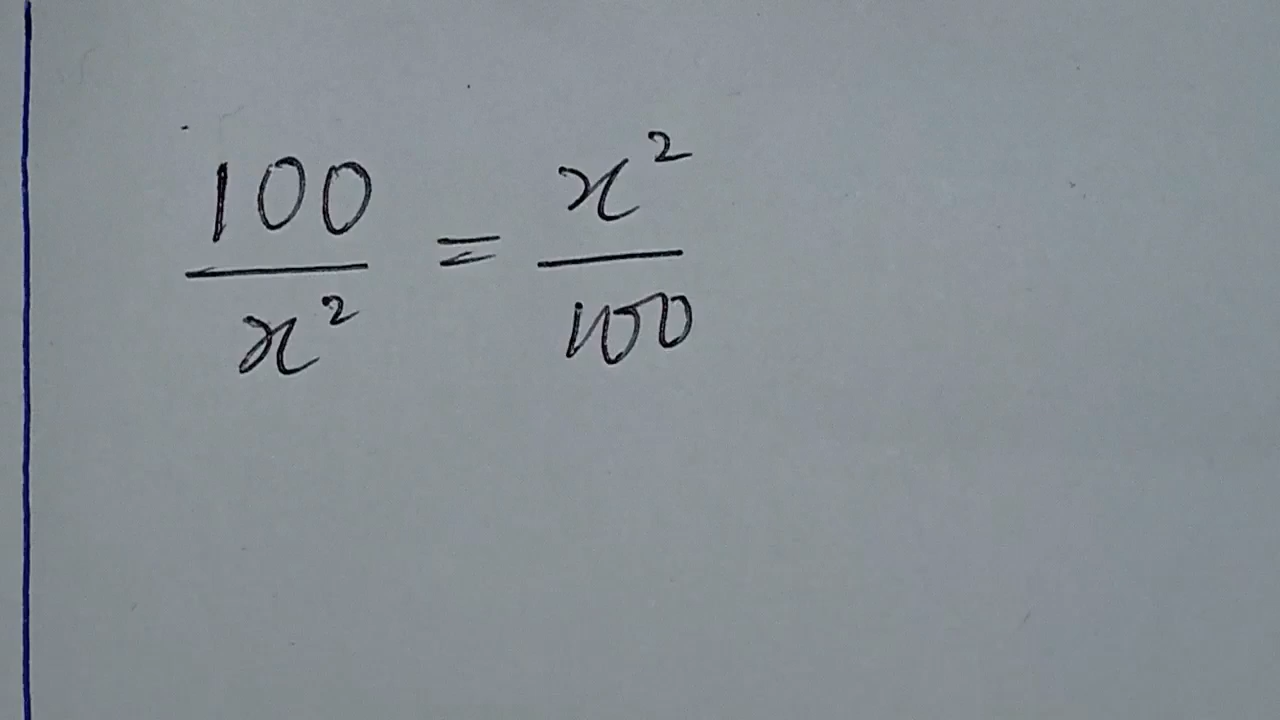 100/x² = x²/100